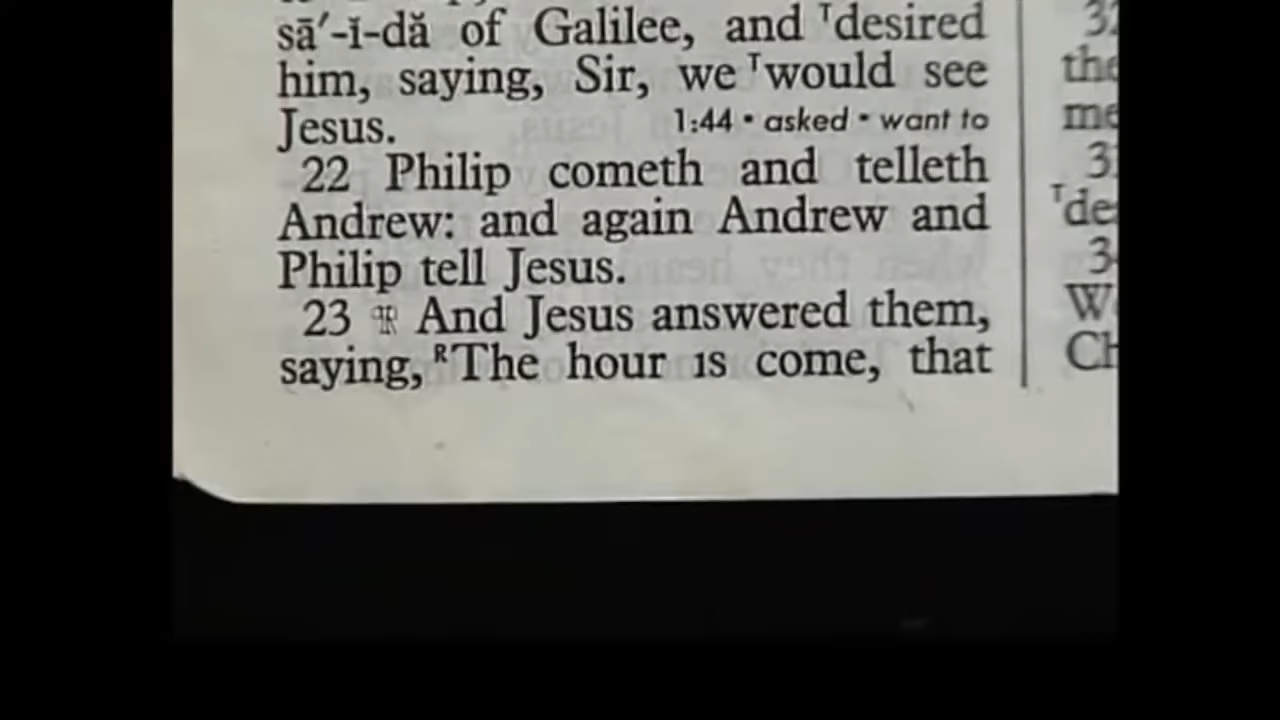 sā′-ĭ-dă of Galilee, and ᵀdesired
him, saying, Sir, we ᵀwould see
Jesus. 1:44 • asked • want to
22 Philip cometh and telleth
Andrew: and again Andrew and
Philip tell Jesus.
23 ¶ And Jesus answered them,
saying, ᴿThe hour is come, that